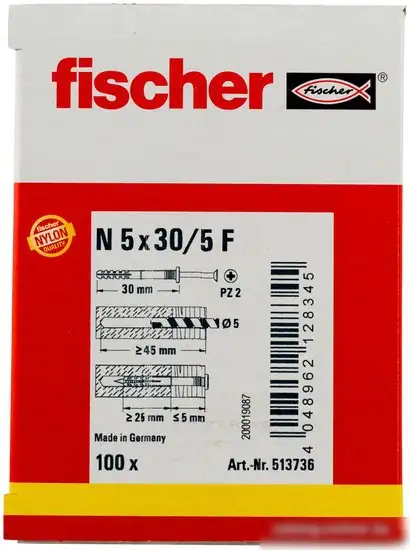 fischer
fischer ®
fischer
NYLON
QUALITY
N 5 x 30/5 F
30 mm
PZ 2
Ø 5
≥ 45 mm
≥ 25 mm ≤ 5 mm
Made in Germany
100 x
Art.-Nr. 513736
200019087
4 048962 128345